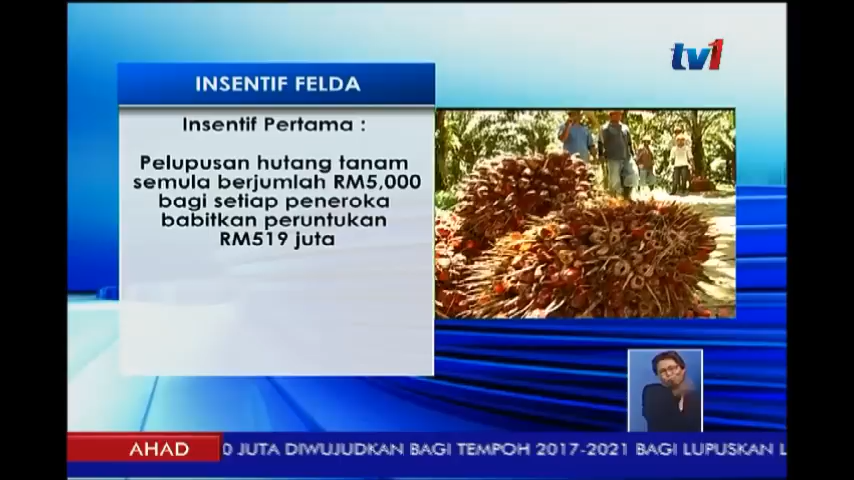 tv1
INSENTIF FELDA
Insentif Pertama :
Pelupusan hutang tanam
semula berjumlah RM5,000
bagi setiap peneroka
babitkan peruntukan
RM519 juta
AHAD
0 JUTA DIWUJUDKAN BAGI TEMPOH 2017-2021 BAGI LUPUSKAN L